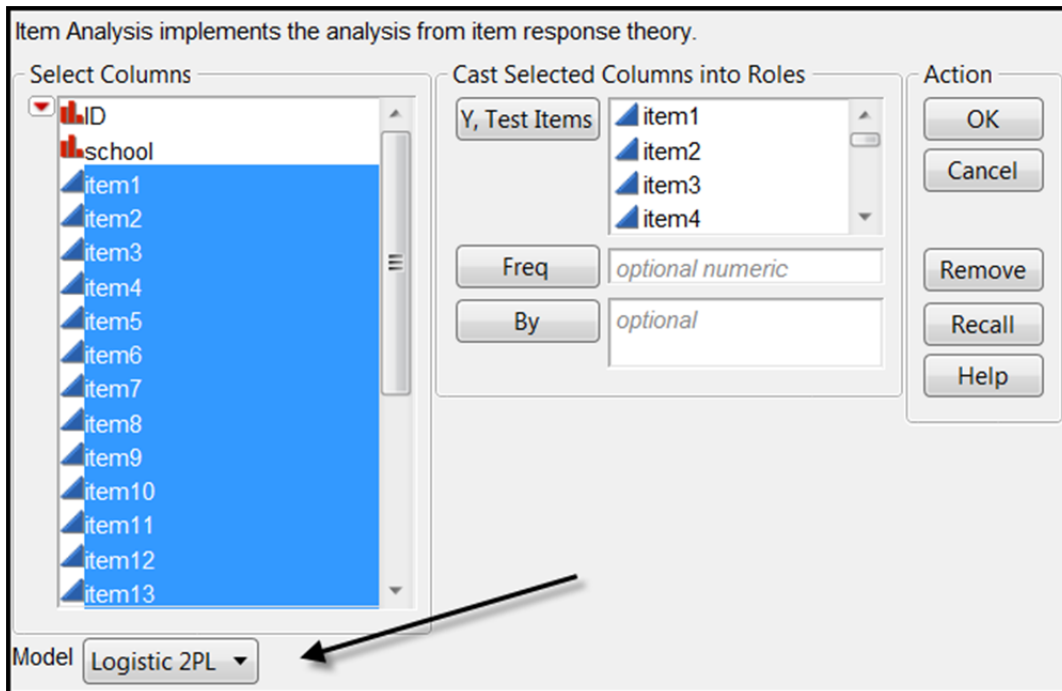 Item Analysis implements the analysis from item response theory.
Select Columns
ID
school
item1
item2
item3
item4
item5
item6
item7
item8
item9
item10
item11
item12
item13
Cast Selected Columns into Roles
Y, Test Items
item1
item2
item3
item4
Freq
optional numeric
By
optional
Action
OK
Cancel
Remove
Recall
Help
Model Logistic 2PL